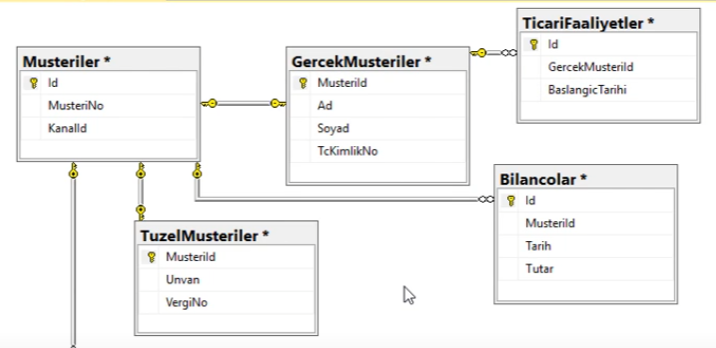 Musteriler *
Id
MusteriNo
KanalId
GercekMusteriler *
MusteriId
Ad
Soyad
TcKimlikNo
TicariFaaliyetler *
Id
GercekMusteriId
BaslangicTarihi
TuzelMusteriler *
MusteriId
Unvan
VergiNo
Bilancolar *
Id
MusteriId
Tarih
Tutar